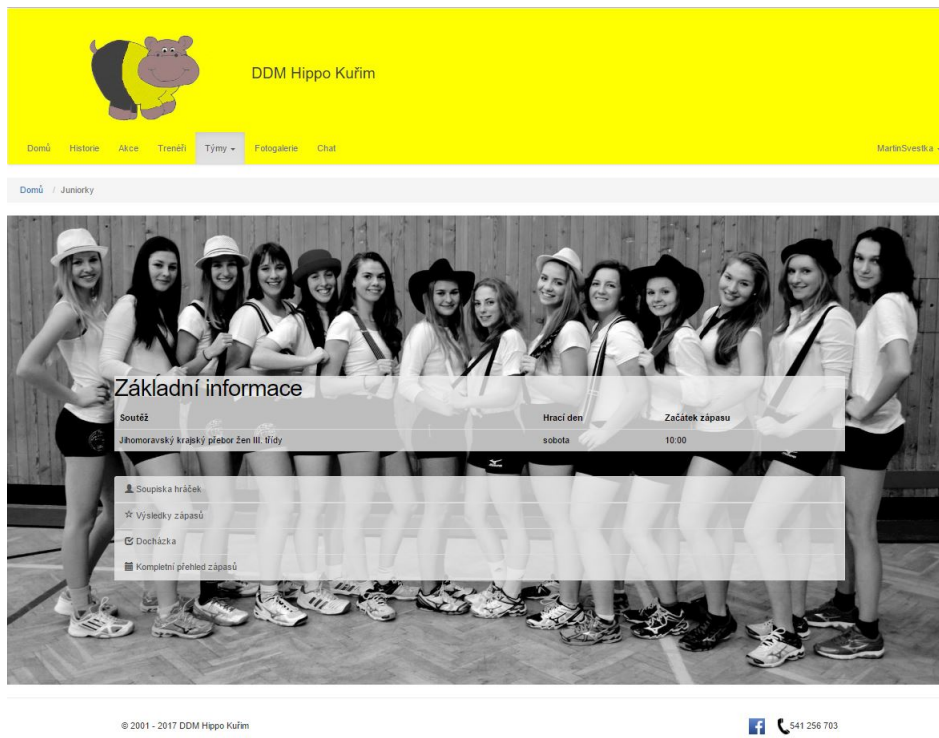 DDM Hippo Kuřim
Domů Historie Akce Trenéři Týmy Fotogalerie Chat MartinSvestka
Domů / Juniorky
Základní informace
Soutěž Hrací den Začátek zápasu
Jihomoravský krajský přebor žen III. třídy sobota 10:00
Soupiska hráček
Výsledky zápasů
Docházka
Kompletní přehled zápasů
© 2001 - 2017 DDM Hippo Kuřim 541 256 703